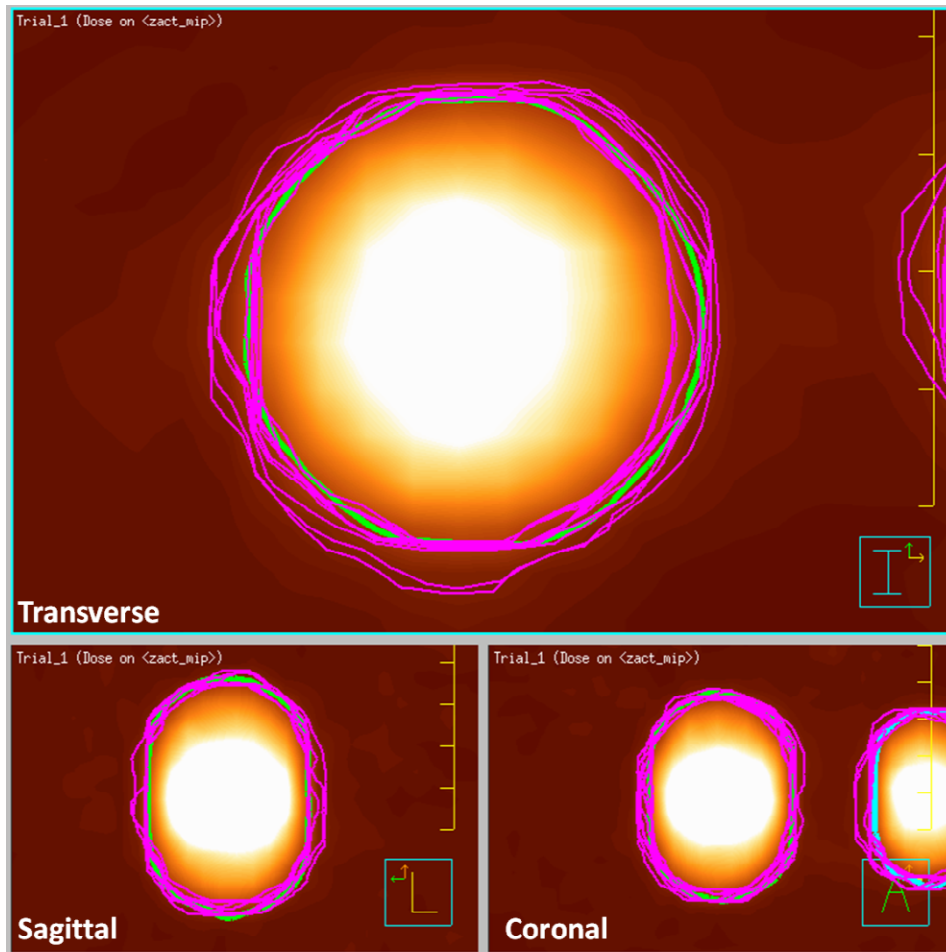 Trial_1 (Dose on <zact_mip>)
I
Transverse
Trial_1 (Dose on <zact_mip>)
Trial_1 (Dose on <zact_mip>)
L
A
Sagittal
Coronal